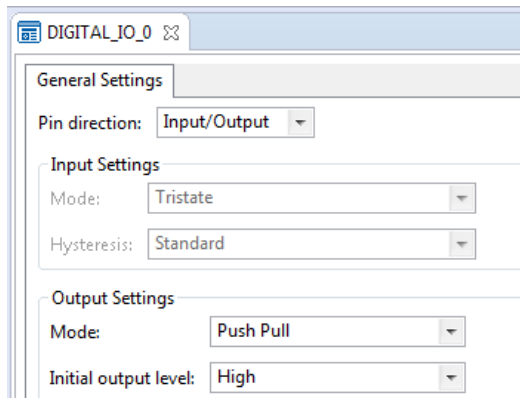 DIGITAL_IO_0
General Settings
Pin direction: Input/Output
Input Settings
Mode: Tristate
Hysteresis: Standard
Output Settings
Mode: Push Pull
Initial output level: High